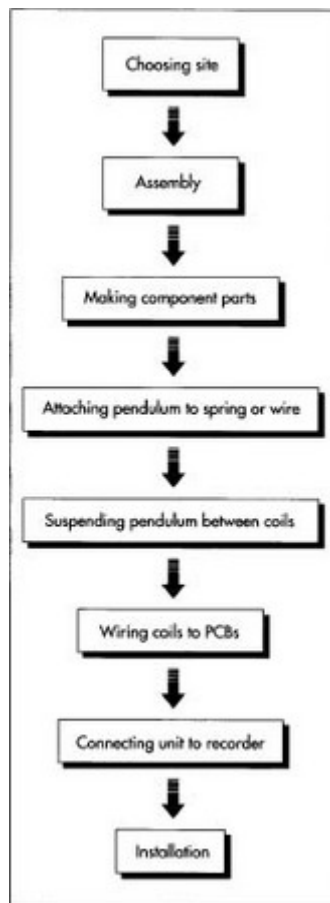 Choosing site
Assembly
Making component parts
Attaching pendulum to spring or wire
Suspending pendulum between coils
Wiring coils to PCBs
Connecting unit to recorder
Installation